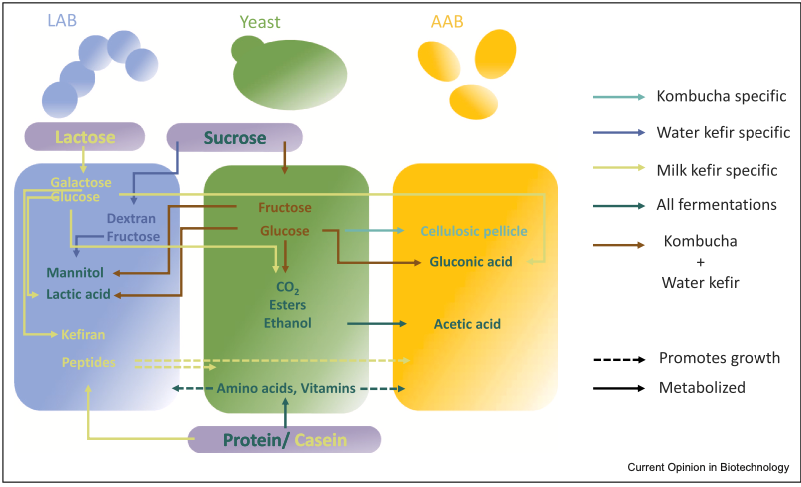 LAB
Yeast
AAB
Lactose
Sucrose
Galactose
Glucose
Dextran
Fructose
Mannitol
Lactic acid
Kefiran
Peptides
Fructose
Glucose
CO₂
Esters
Ethanol
Amino acids, Vitamins
Cellulosic pellicle
Gluconic acid
Acetic acid
Protein/ Casein
Kombucha specific
Water kefir specific
Milk kefir specific
All fermentations
Kombucha
+
Water kefir
Promotes growth
Metabolized
Current Opinion in Biotechnology